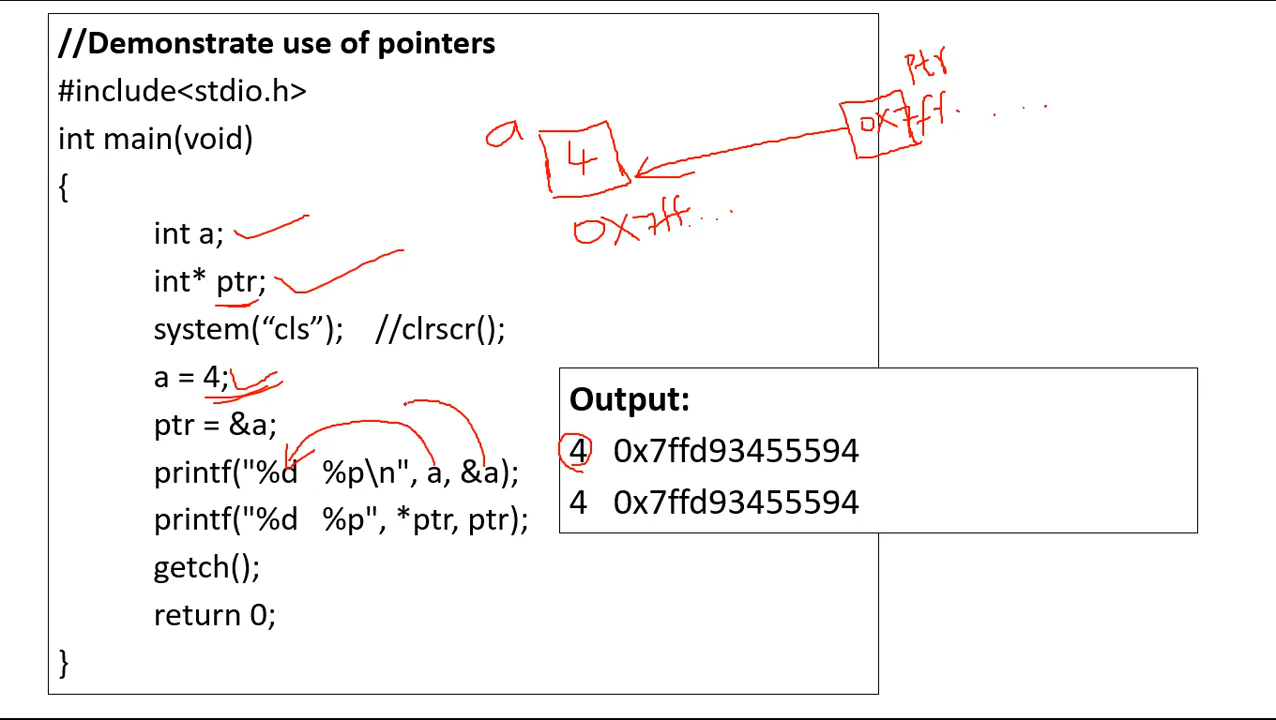 //Demonstrate use of pointers
#include<stdio.h>
int main(void)
{
int a;
int* ptr;
system(“cls”); //clrscr();
a = 4;
ptr = &a;
printf("%d %p\n", a, &a);
printf("%d %p", *ptr, ptr);
getch();
return 0;
}
ptr
0x7ff.....
a
4
0x7ff.....
Output:
4 0x7ffd93455594
4 0x7ffd93455594